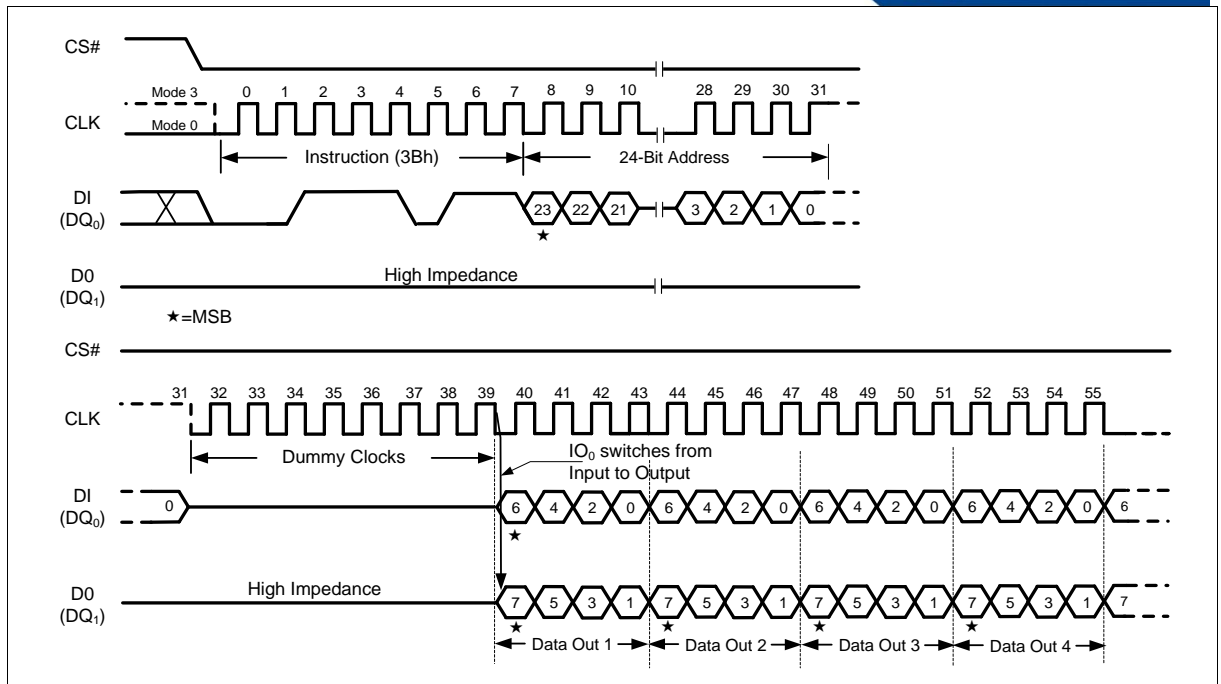 CS#
Mode 3 0 1 2 3 4 5 6 7 8 9 10 28 29 30 31
CLK
Mode 0
Instruction (3Bh) 24-Bit Address
DI
(DQ0) 23 22 21 3 2 1 0
★
D0
(DQ1) High Impedance
★=MSB
CS#
31 32 33 34 35 36 37 38 39 40 41 42 43 44 45 46 47 48 49 50 51 52 53 54 55
CLK
Dummy Clocks
IO0 switches from
Input to Output
DI
(DQ0) 0 6 4 2 0 6 4 2 0 6 4 2 0 6 4 2 0 6
★
D0
(DQ1) High Impedance 7 5 3 1 7 5 3 1 7 5 3 1 7 5 3 1 7
★ ★ ★ ★
Data Out 1 Data Out 2 Data Out 3 Data Out 4